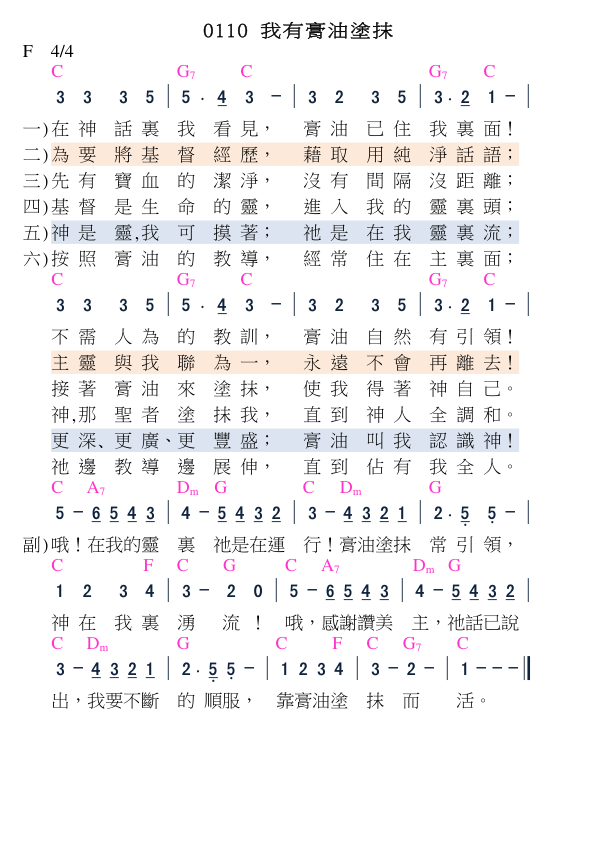 0110 我有膏油塗抹
F 4/4
C G7 C G7 C
3 3 3 5 | 5 . 4 3 － | 3 2 3 5 | 3 . 2 1 － |
一)在神話裏我看見，膏油已住我裏面！
二)為要將基督經歷，藉取用純淨話語；
三)先有寶血的潔淨，沒有間隔沒距離；
四)基督是生命的靈，進入我的靈裏頭；
五)神是靈,我可摸著；祂是在我靈裏流；
六)按照膏油的教導，經常住在主裏面；
C G7 C G7 C
3 3 3 5 | 5 . 4 3 － | 3 2 3 5 | 3 . 2 1 － |
不需人為的教訓，膏油自然有引領！
主靈與我聯為一，永遠不會再離去！
接著膏油來塗抹，使我得著神自己。
神,那聖者塗抹我，直到神人全調和。
更深、更廣、更豐盛；膏油叫我認識神！
祂邊教導邊展伸，直到佔有我全人。
C A7 Dm G C Dm G
5 － 6 5 4 3 | 4 － 5 4 3 2 | 3 － 4 3 2 1 | 2 . 5 5 － |
副)哦！在我的靈裏祂是在運行！膏油塗抹常引領，
C F C G C A7 Dm G
1 2 3 4 | 3 － 2 0 | 5 － 6 5 4 3 | 4 － 5 4 3 2 |
神在我裏湧流！哦，感謝讚美主，祂話已說
C Dm G C F C G7 C
3 － 4 3 2 1 | 2 . 5 5 － | 1 2 3 4 | 3 － 2 － | 1 － － － ||
出，我要不斷的順服，靠膏油塗抹而活。